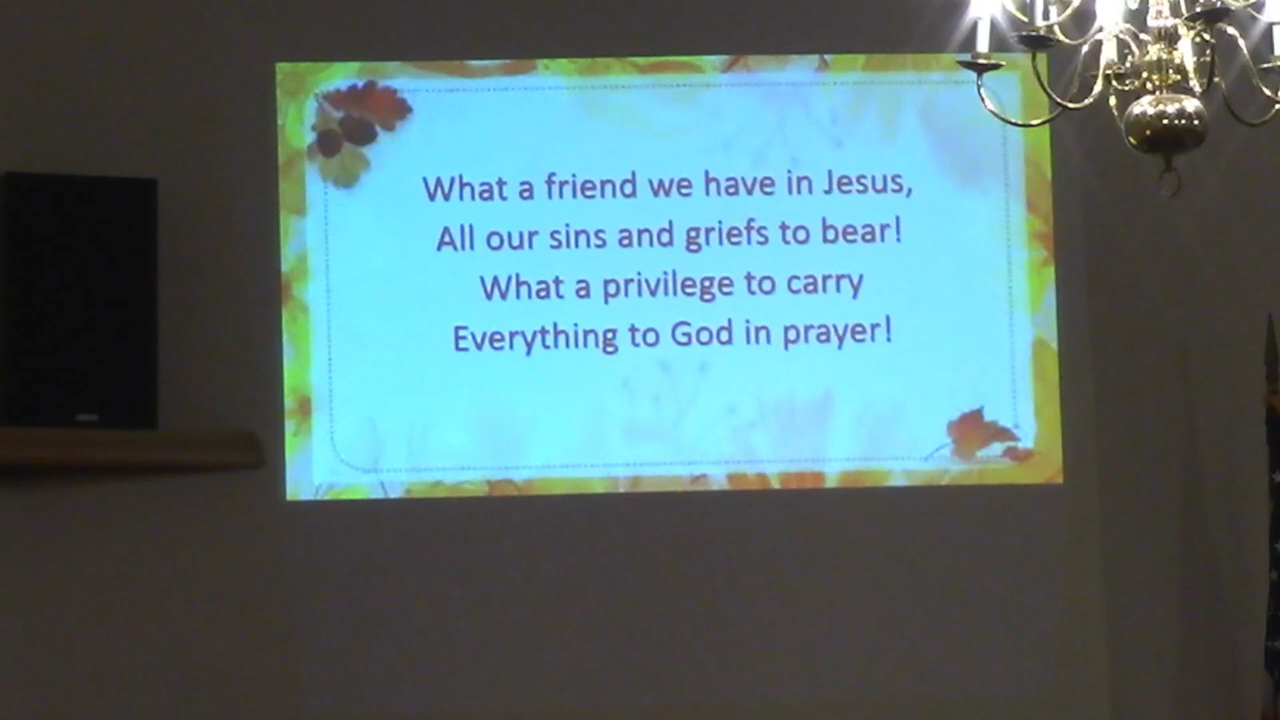 What a friend we have in Jesus,
All our sins and griefs to bear!
What a privilege to carry
Everything to God in prayer!